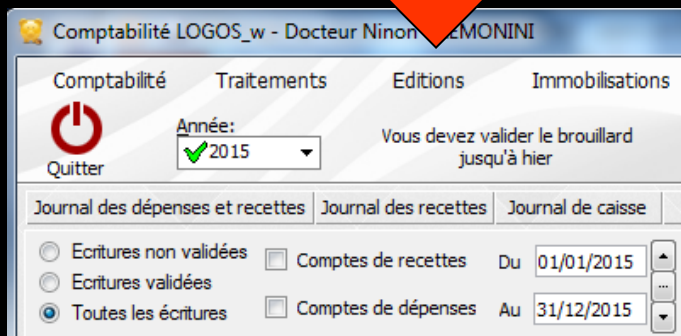 Comptabilité LOGOS_w - Docteur Ninon EMONINI
Comptabilité Traitements Editions Immobilisations
Quitter
Année:
2015
Vous devez valider le brouillard
jusqu'à hier
Journal des dépenses et recettes Journal des recettes Journal de caisse
Ecritures non validées Comptes de recettes Du 01/01/2015
Ecritures validées
...
Toutes les écritures Comptes de dépenses Au 31/12/2015